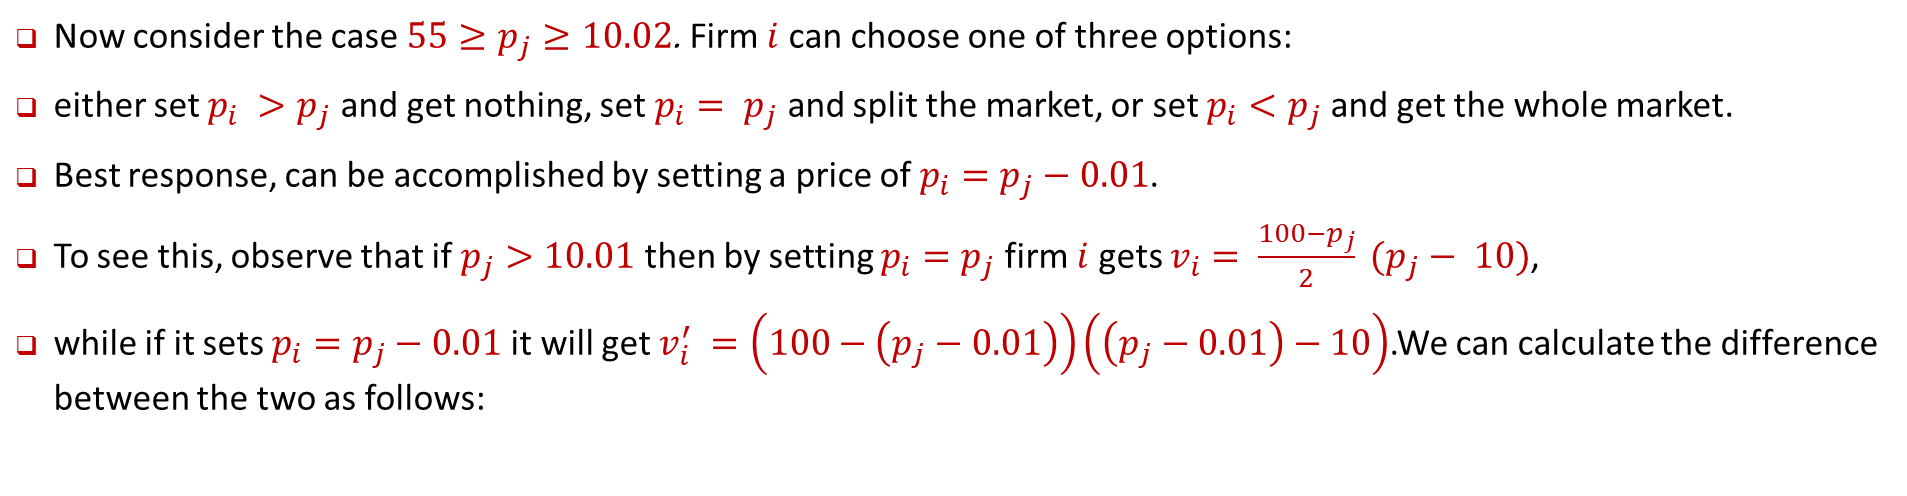 ❑ Now consider the case 55 ≥ p_j ≥ 10.02. Firm i can choose one of three options:
❑ either set p_i > p_j and get nothing, set p_i = p_j and split the market, or set p_i < p_j and get the whole market.
❑ Best response, can be accomplished by setting a price of p_i = p_j − 0.01.
❑ To see this, observe that if p_j > 10.01 then by setting p_i = p_j firm i gets v_i = \frac{100−p_j}{2} (p_j − 10),
❑ while if it sets p_i = p_j − 0.01 it will get v_i′ = (100 − (p_j − 0.01))((p_j − 0.01) − 10).We can calculate the difference
between the two as follows: